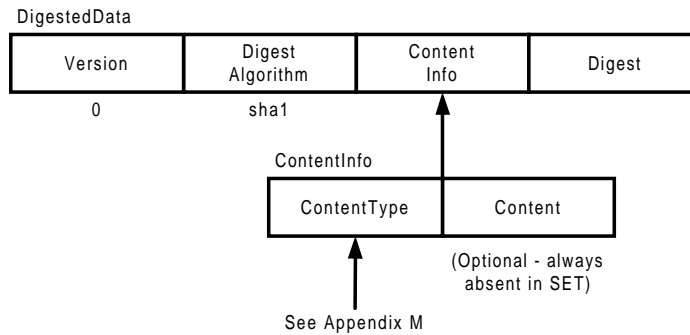 DigestedData
Version
Digest
Algorithm
Content
Info
Digest
0
sha1
ContentInfo
ContentType
Content
(Optional - always
absent in SET)
See Appendix M